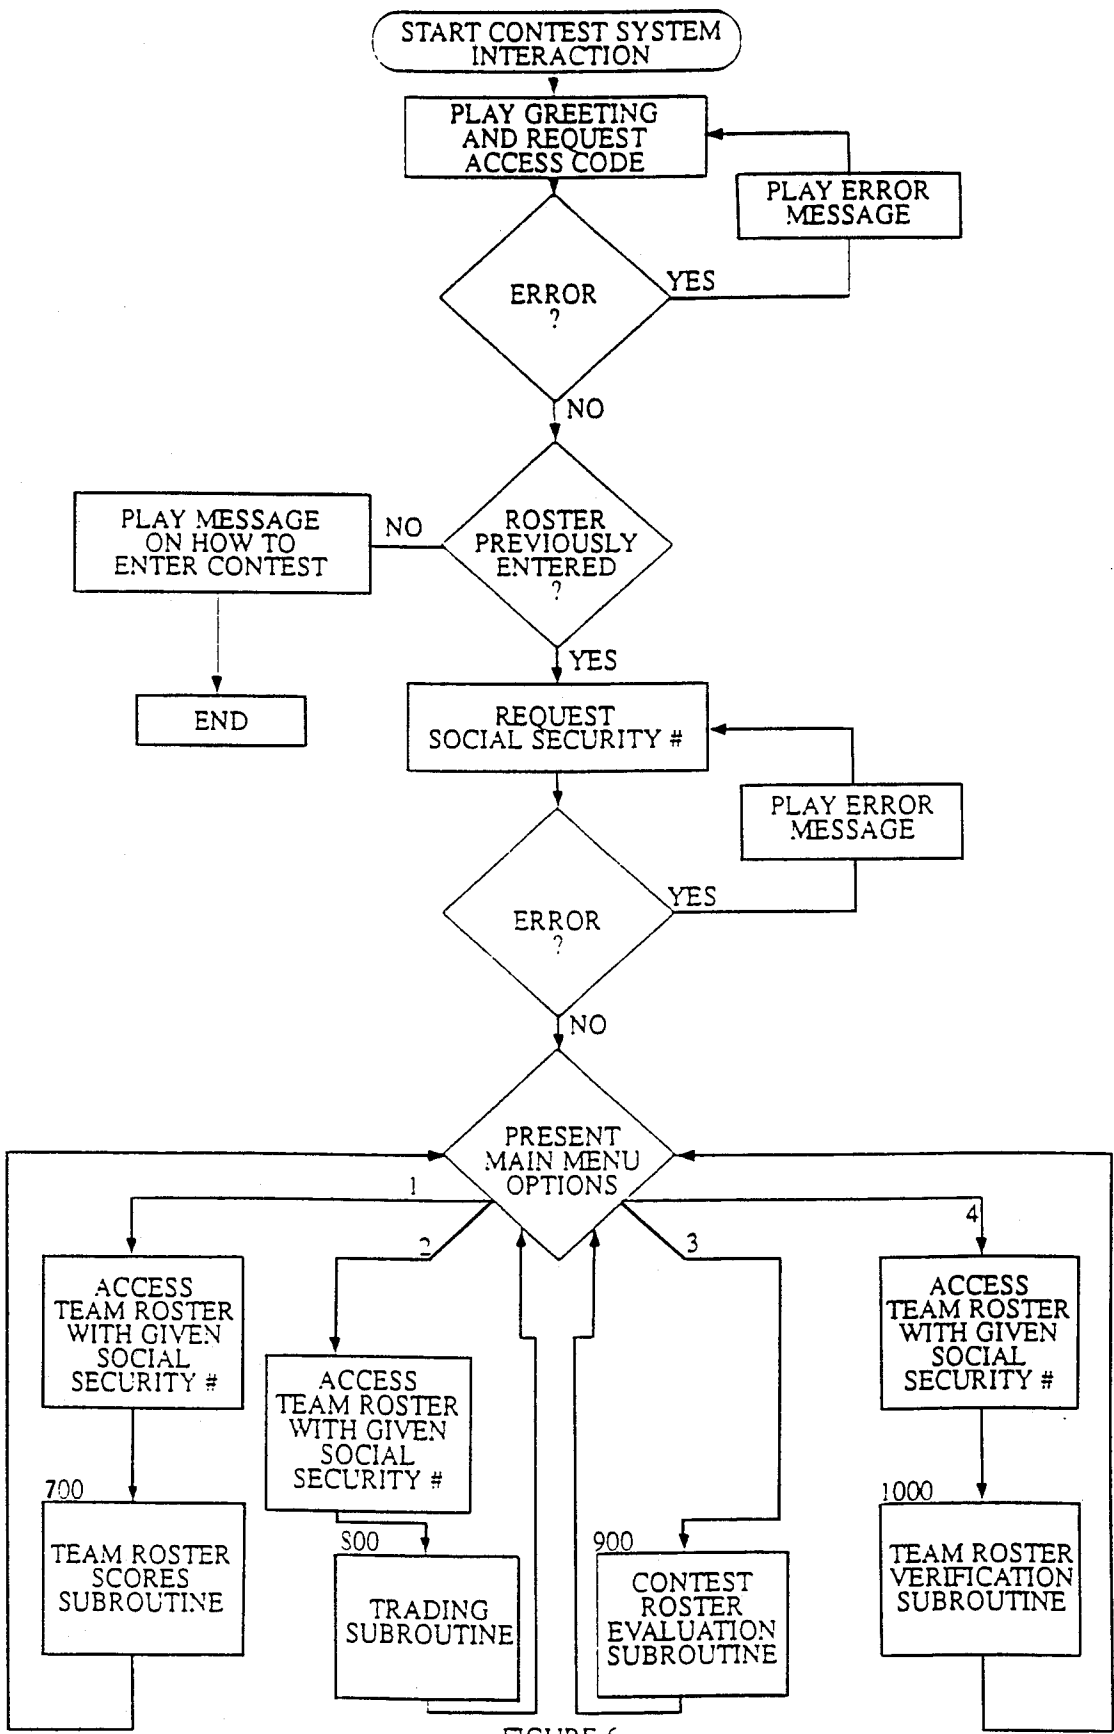 START CONTEST SYSTEM
INTERACTION
PLAY GREETING
AND REQUEST
ACCESS CODE
PLAY ERROR
MESSAGE
YES
ERROR
?
NO
PLAY MESSAGE
ON HOW TO
ENTER CONTEST
NO
ROSTER
PREVIOUSLY
ENTERED
?
YES
END
REQUEST
SOCIAL SECURITY #
PLAY ERROR
MESSAGE
YES
ERROR
?
NO
PRESENT
MAIN MENU
OPTIONS
1
2
3
4
ACCESS
TEAM ROSTER
WITH GIVEN
SOCIAL
SECURITY #
ACCESS
TEAM ROSTER
WITH GIVEN
SOCIAL
SECURITY #
ACCESS
TEAM ROSTER
WITH GIVEN
SOCIAL
SECURITY #
700
TEAM ROSTER
SCORES
SUBROUTINE
800
TRADING
SUBROUTINE
900
CONTEST
ROSTER
EVALUATION
SUBROUTINE
1000
TEAM ROSTER
VERIFICATION
SUBROUTINE
FIGURE 6